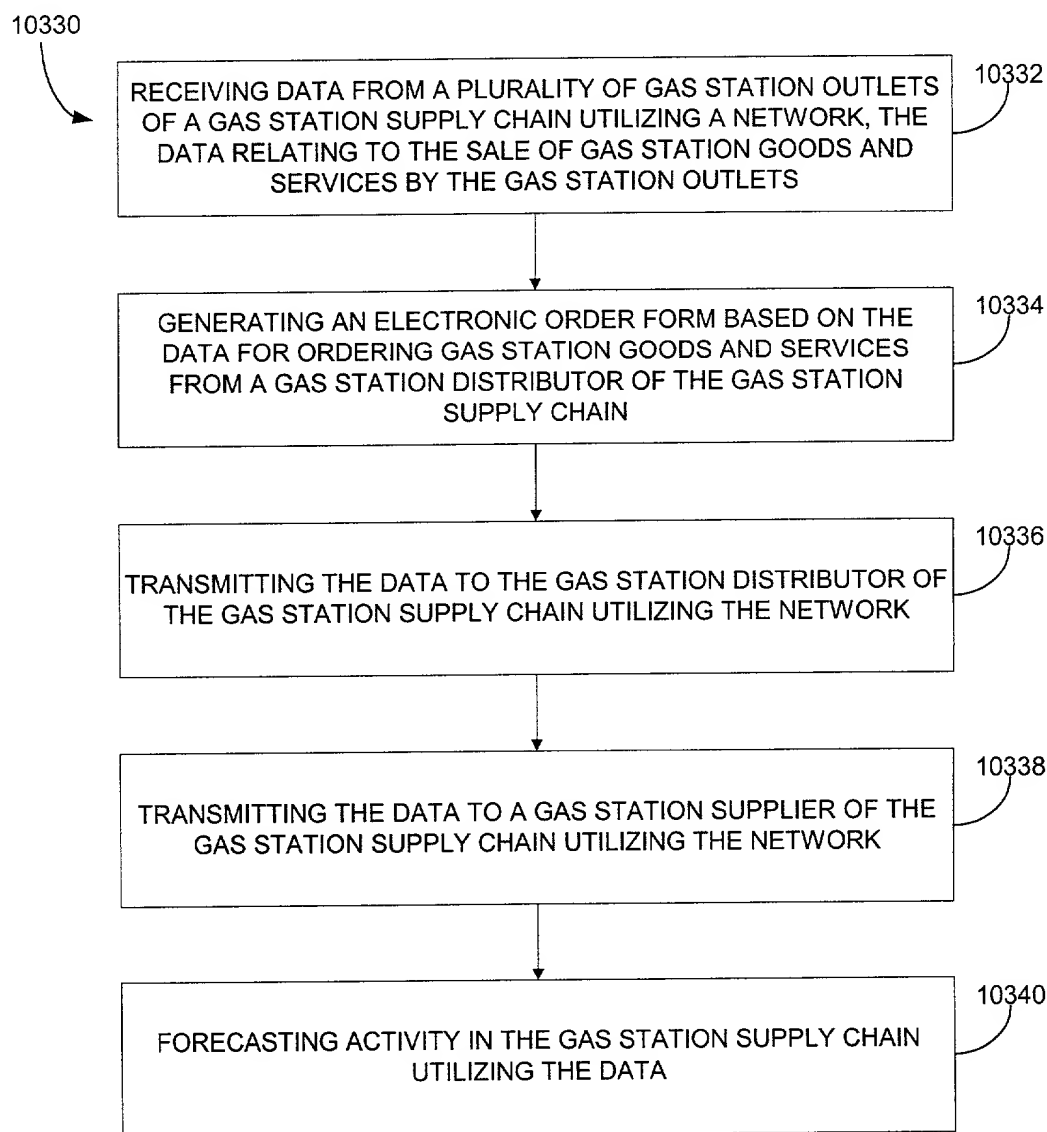 10330
10332
RECEIVING DATA FROM A PLURALITY OF GAS STATION OUTLETS
OF A GAS STATION SUPPLY CHAIN UTILIZING A NETWORK, THE
DATA RELATING TO THE SALE OF GAS STATION GOODS AND
SERVICES BY THE GAS STATION OUTLETS
10334
GENERATING AN ELECTRONIC ORDER FORM BASED ON THE
DATA FOR ORDERING GAS STATION GOODS AND SERVICES
FROM A GAS STATION DISTRIBUTOR OF THE GAS STATION
SUPPLY CHAIN
10336
TRANSMITTING THE DATA TO THE GAS STATION DISTRIBUTOR OF
THE GAS STATION SUPPLY CHAIN UTILIZING THE NETWORK
10338
TRANSMITTING THE DATA TO A GAS STATION SUPPLIER OF THE
GAS STATION SUPPLY CHAIN UTILIZING THE NETWORK
10340
FORECASTING ACTIVITY IN THE GAS STATION SUPPLY CHAIN
UTILIZING THE DATA